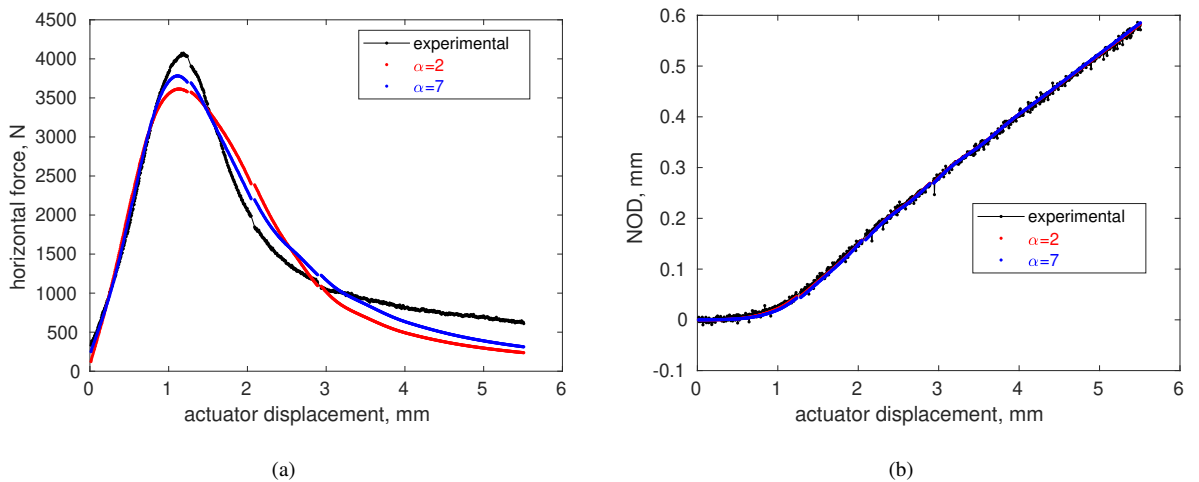 4500
4000
3500
3000
2500
2000
1500
1000
500
0
horizontal force, N
experimental
α=2
α=7
0 1 2 3 4 5 6
actuator displacement, mm
(a)
0.6
0.5
0.4
0.3
0.2
0.1
0
-0.1
NOD, mm
experimental
α=2
α=7
0 1 2 3 4 5 6
actuator displacement, mm
(b)